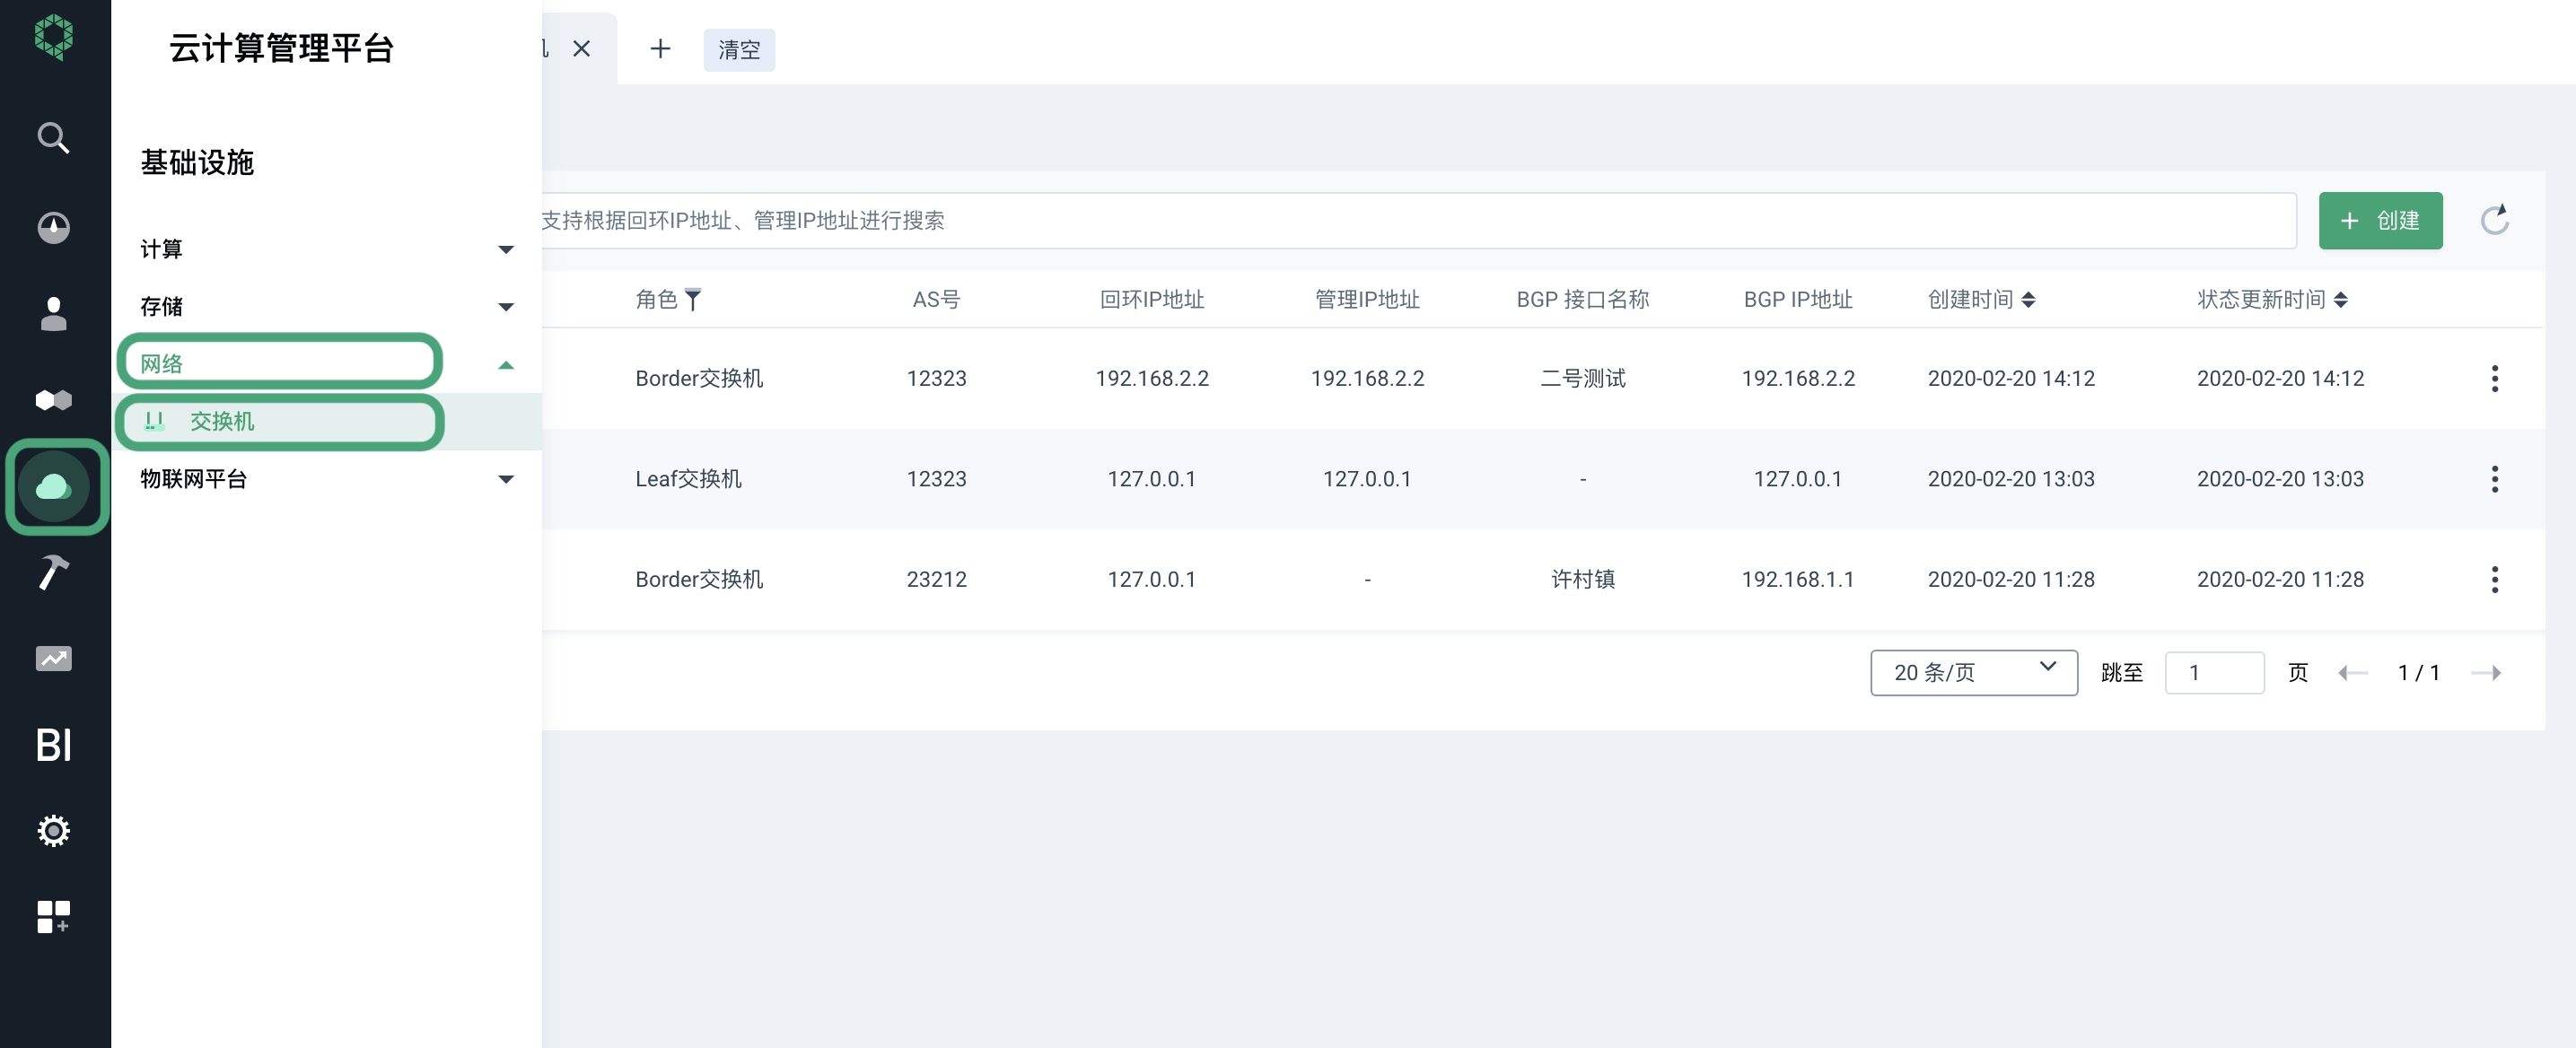 云计算管理平台
清空
基础设施
计算
存储
网络
交换机
物联网平台
BI
支持根据回环IP地址、管理IP地址进行搜索
+ 创建
角色 AS号 回环IP地址 管理IP地址 BGP 接口名称 BGP IP地址 创建时间 状态更新时间
Border交换机 12323 192.168.2.2 192.168.2.2 二号测试 192.168.2.2 2020-02-20 14:12 2020-02-20 14:12
Leaf交换机 12323 127.0.0.1 127.0.0.1 - 127.0.0.1 2020-02-20 13:03 2020-02-20 13:03
Border交换机 23212 127.0.0.1 - 许村镇 192.168.1.1 2020-02-20 11:28 2020-02-20 11:28
20 条/页 跳至 1 页 1 / 1